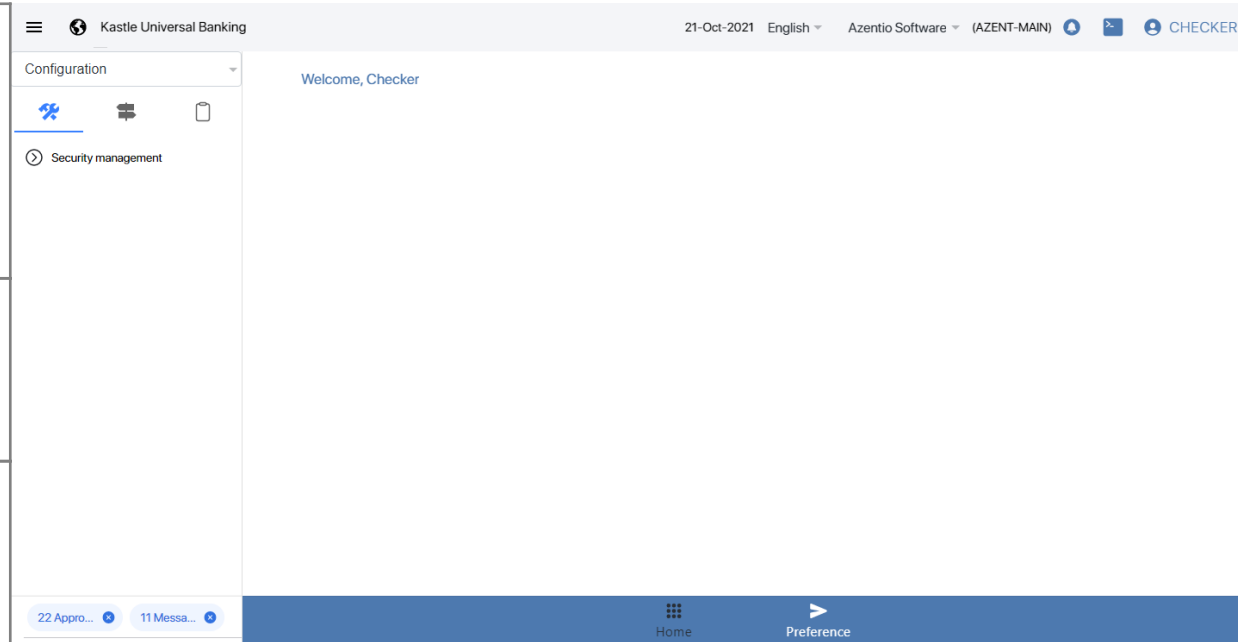 Kastle Universal Banking
21-Oct-2021 English Azentio Software (AZENT-MAIN) CHECKER
Configuration
Welcome, Checker
Security management
22 Appro... 11 Messa...
Home Preference